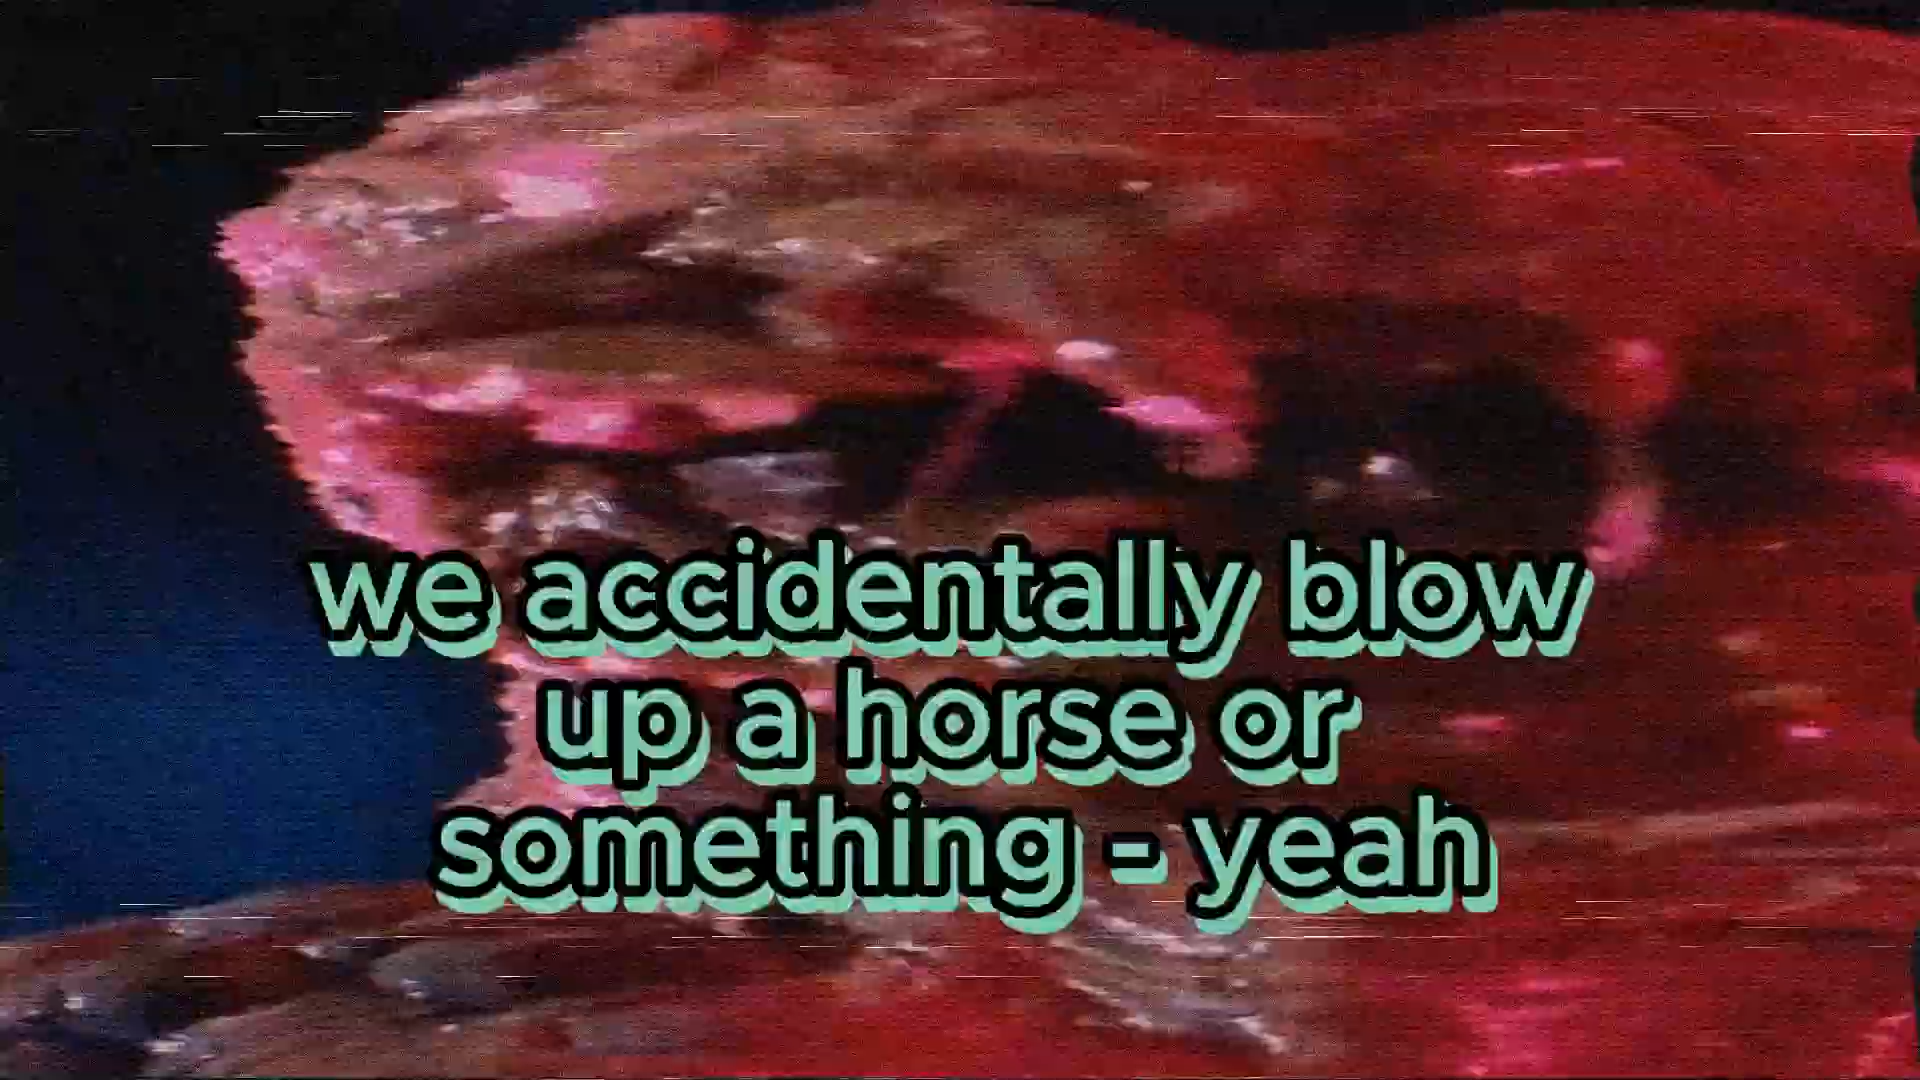 we accidentally blow
up a horse or
something - yeah